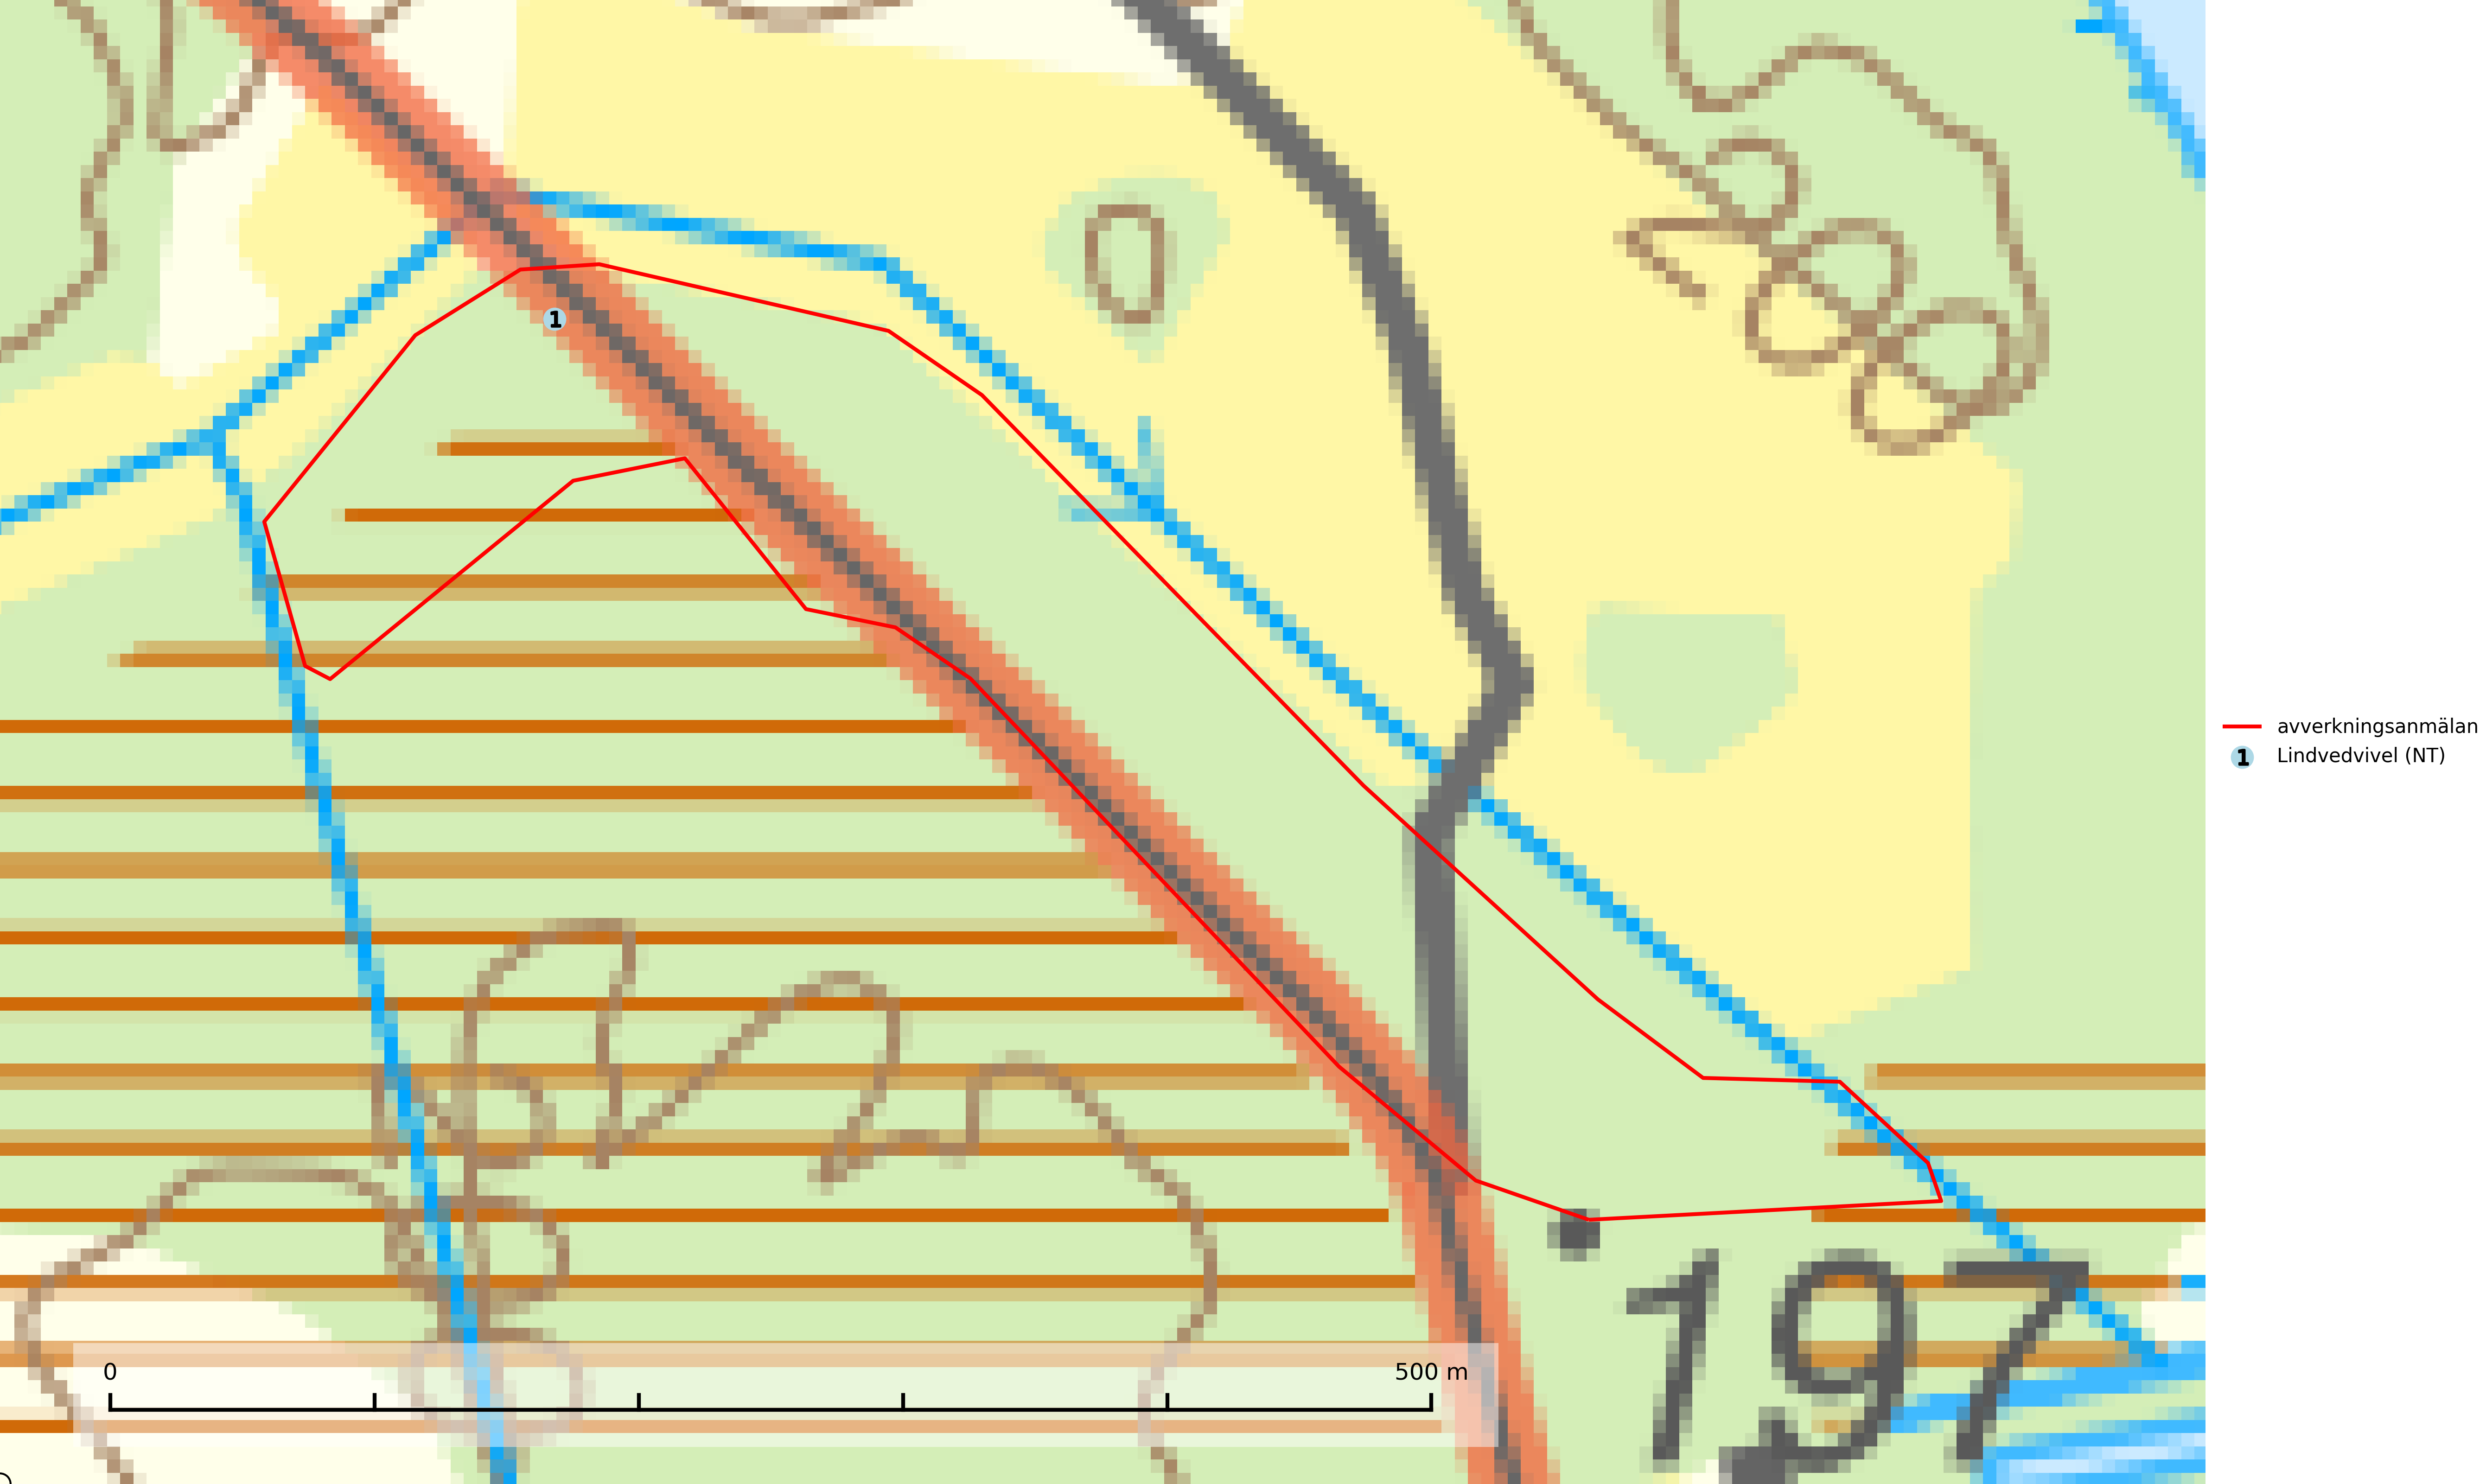 1
avverkningsanmälan
1 Lindvedvivel (NT)
197
0 500 m